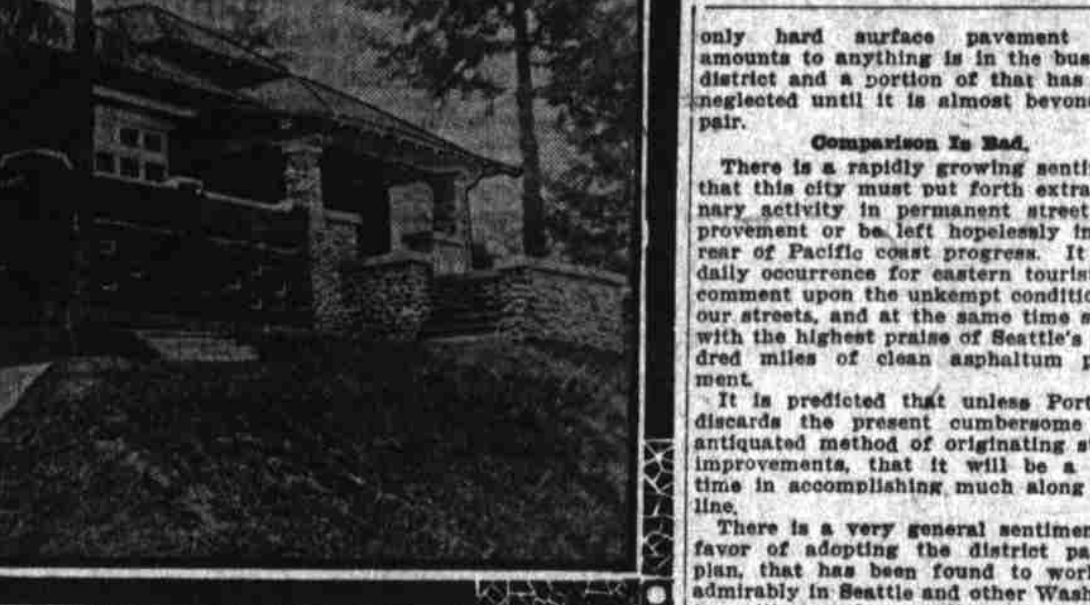 only hard surface pavement
amounts to anything is in the bus
district and a portion of that has
neglected until it is almost beyon
pair.
Comparison Is Bad.
There is a rapidly growing senti
that this city must put forth extra
nary activity in permanent street
provement or be left hopelessly in
rear of Pacific coast progress. It
daily occurrence for eastern touris
comment upon the unkempt conditi
our streets, and at the same time s
with the highest praise of Seattle's
dred miles of clean asphaltum p
ment.
It is predicted that unless Port
discards the present cumbersome
antiquated method of originating s
improvements, that it will be a
time in accomplishing much along
line.
There is a very general sentimen
favor of adopting the district pa
plan, that has been found to wor
admirably in Seattle and other Was